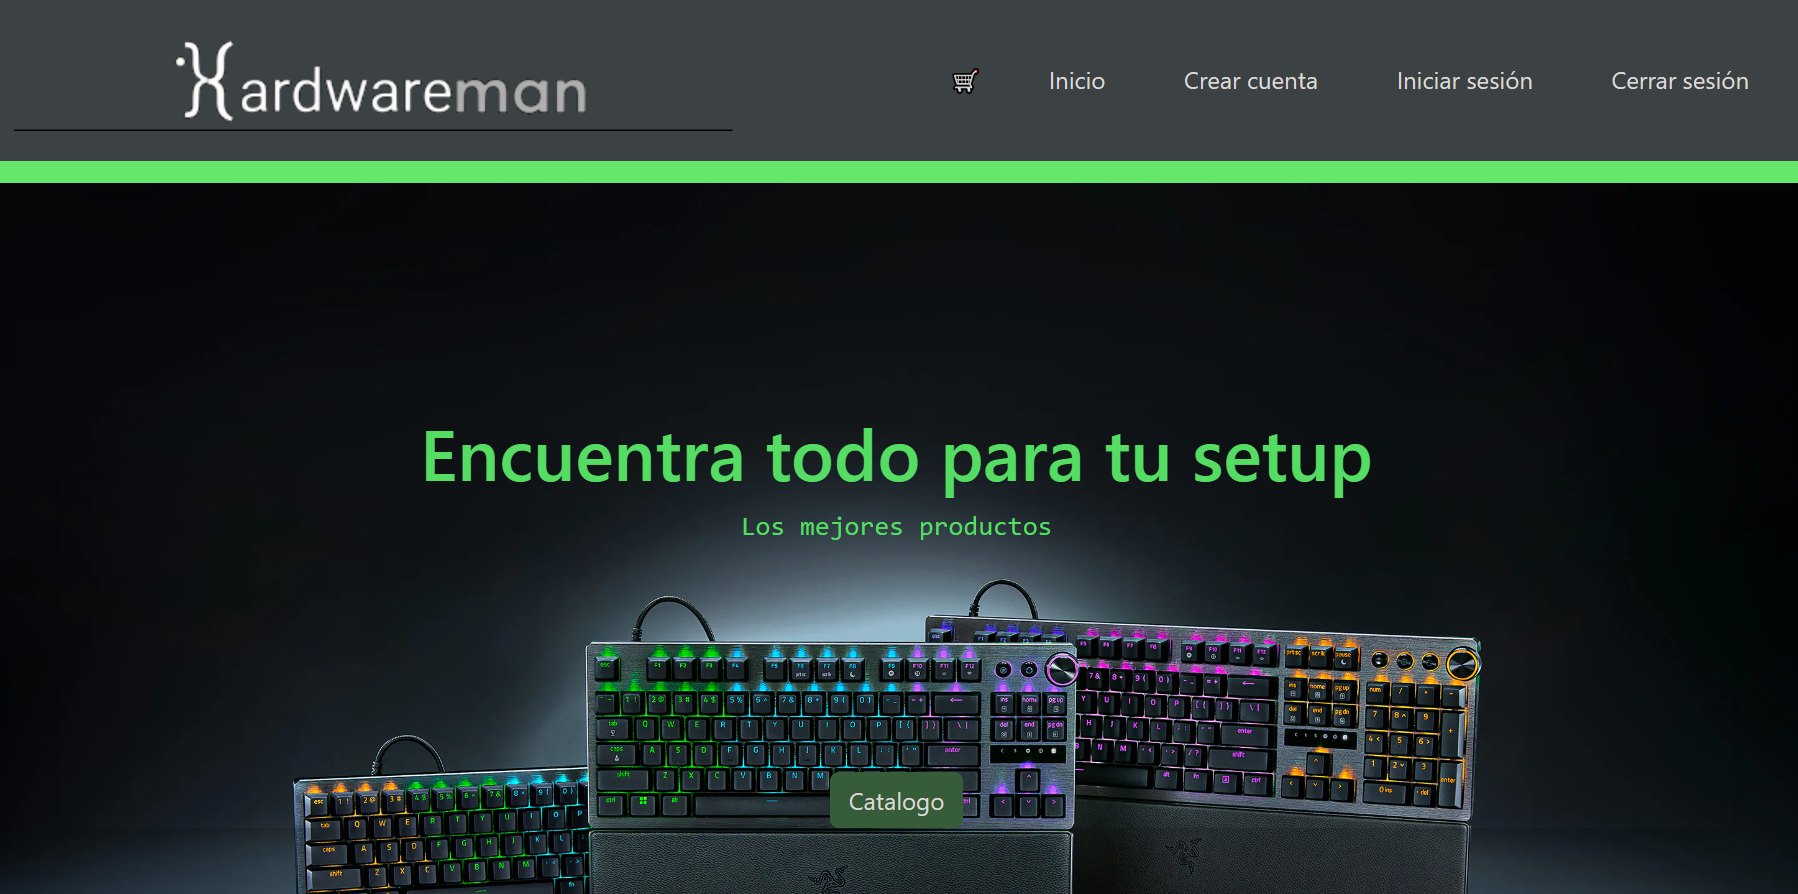 Hardwareman
Inicio
Crear cuenta
Iniciar sesión
Cerrar sesión
Encuentra todo para tu setup
Los mejores productos
Catalogo